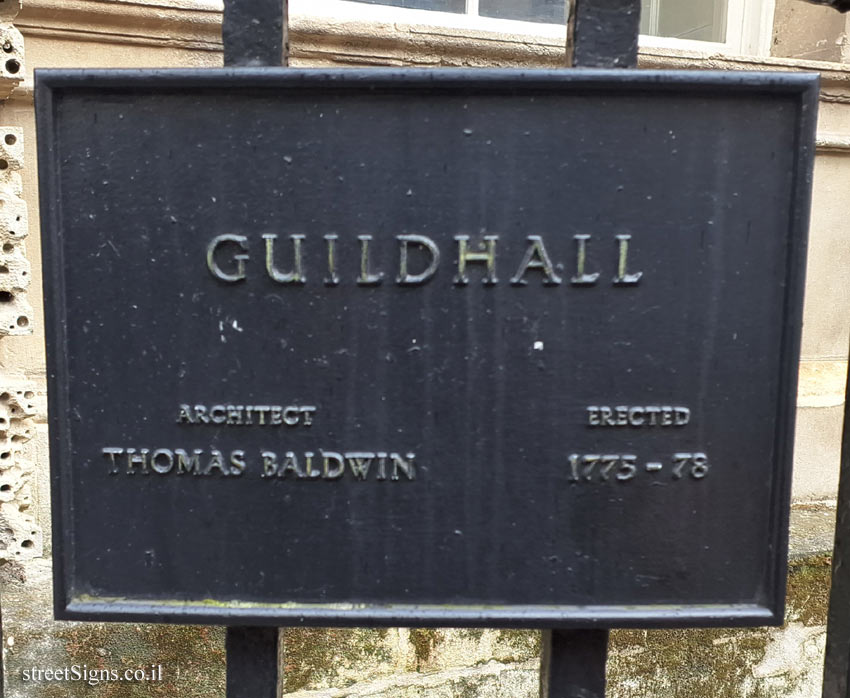 GUILDHALL
ARCHITECT
THOMAS BALDWIN
ERECTED
1775 - 78
streetSigns.co.il